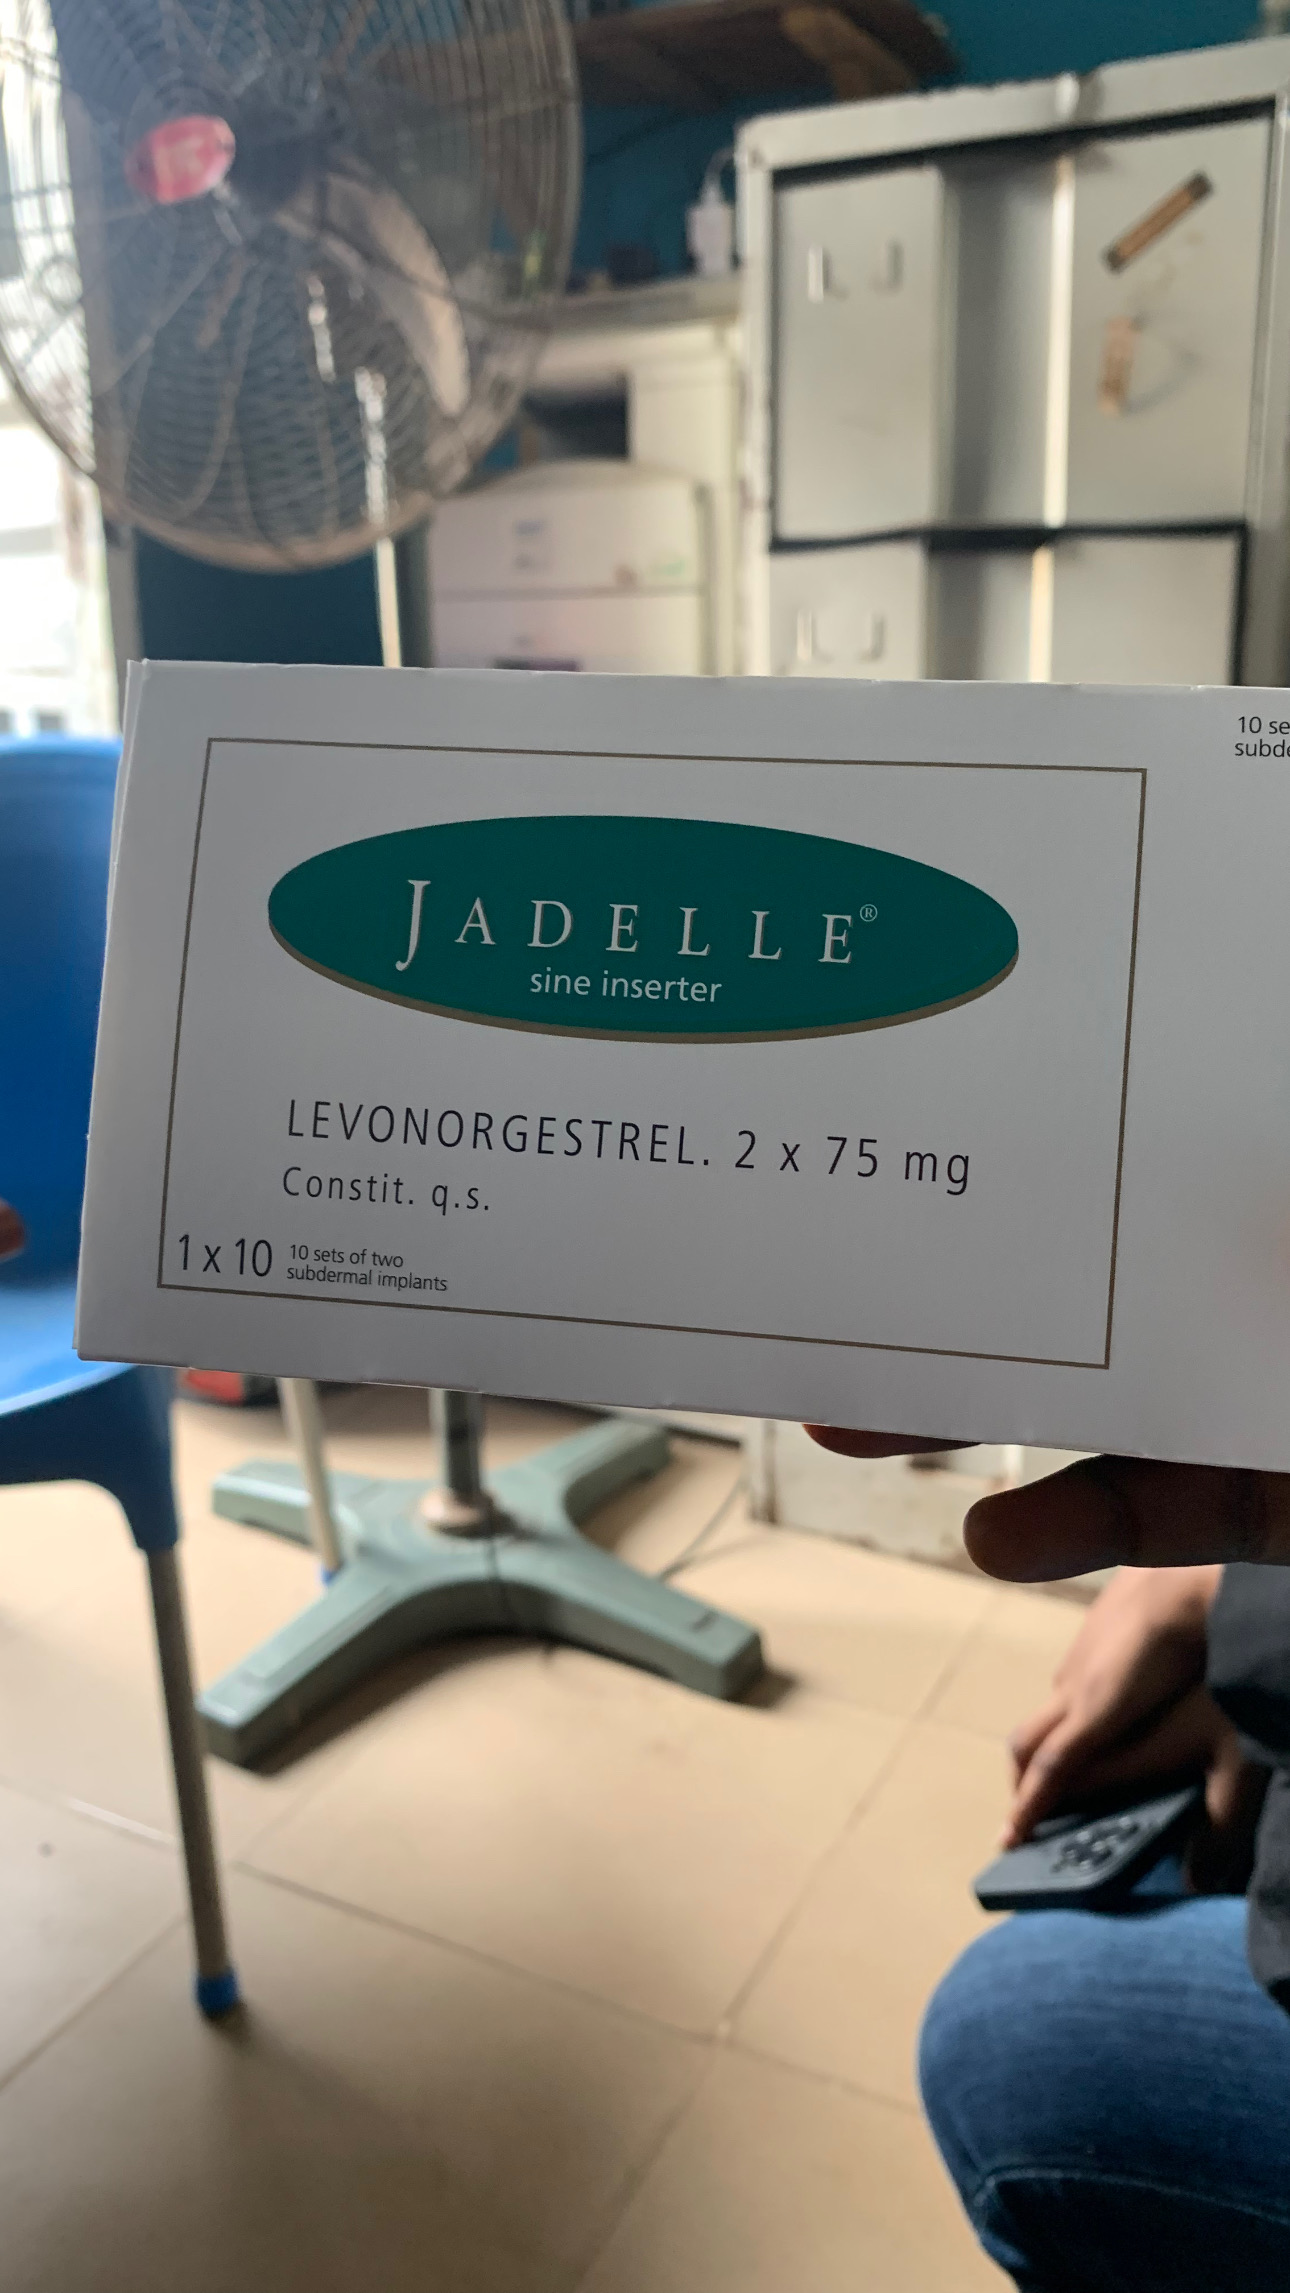 10 se
subde
JADELLE®
sine inserter
LEVONORGESTREL. 2 x 75 mg
Constit. q.s.
1 x 10 10 sets of two
subdermal implants